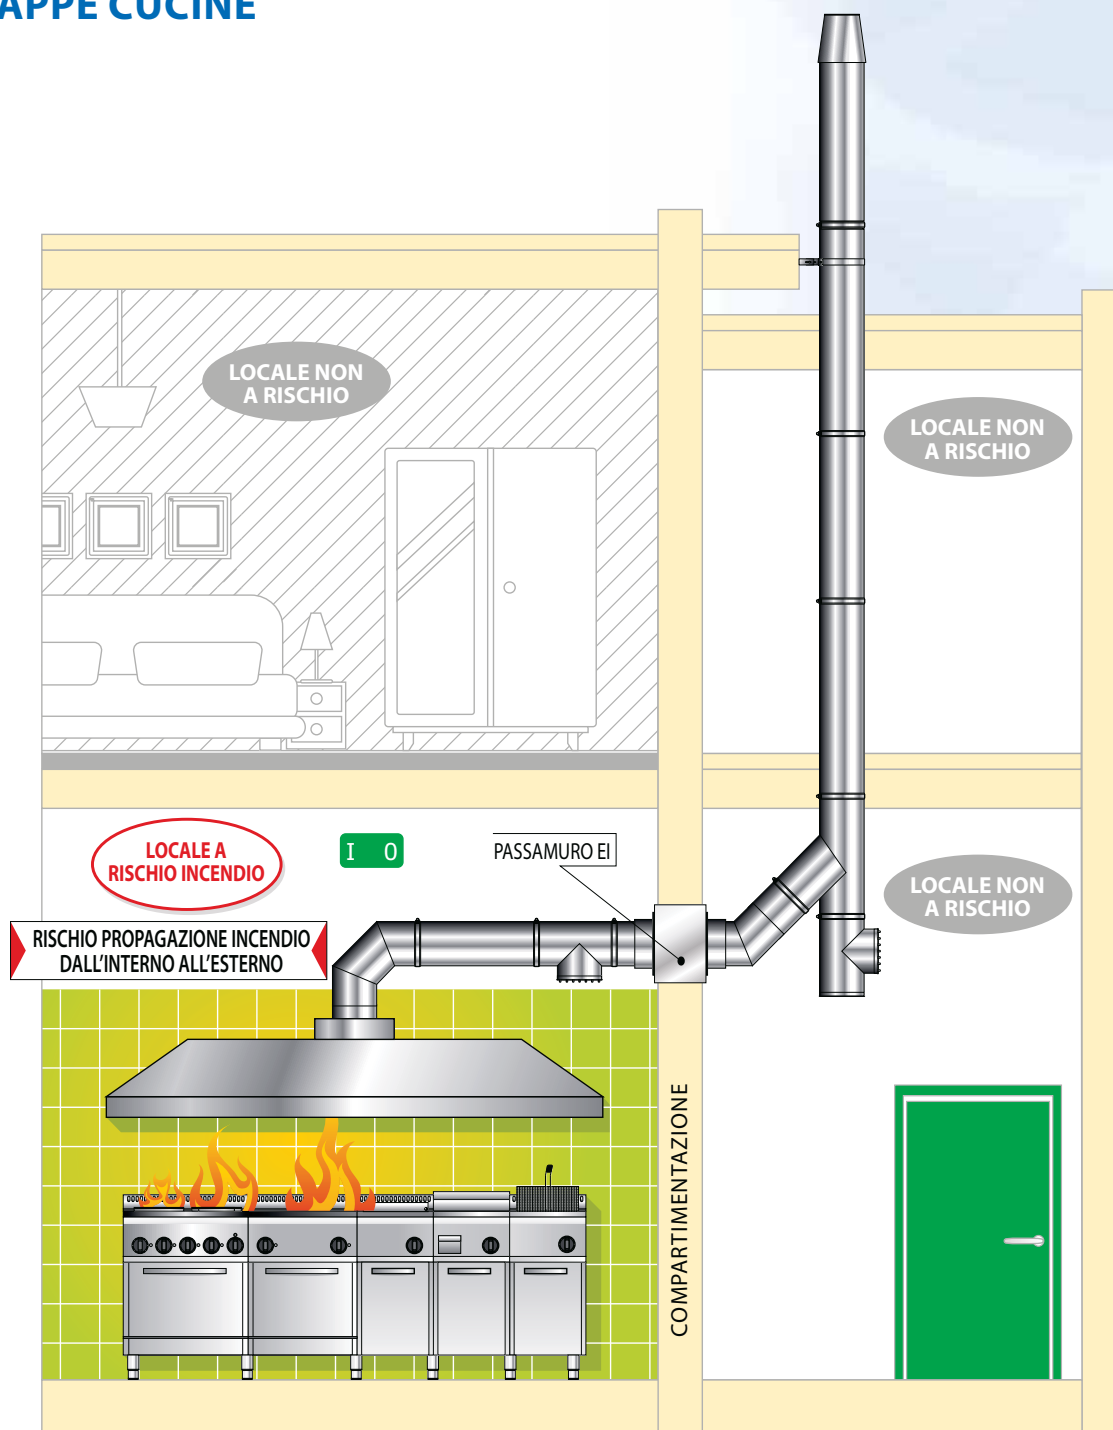 APPE CUCINE
LOCALE NON
A RISCHIO
LOCALE NON
A RISCHIO
LOCALE A
RISCHIO INCENDIO
I O
PASSAMURO EI
LOCALE NON
A RISCHIO
RISCHIO PROPAGAZIONE INCENDIO
DALL'INTERNO ALL'ESTERNO
COMPARTIMENTAZIONE